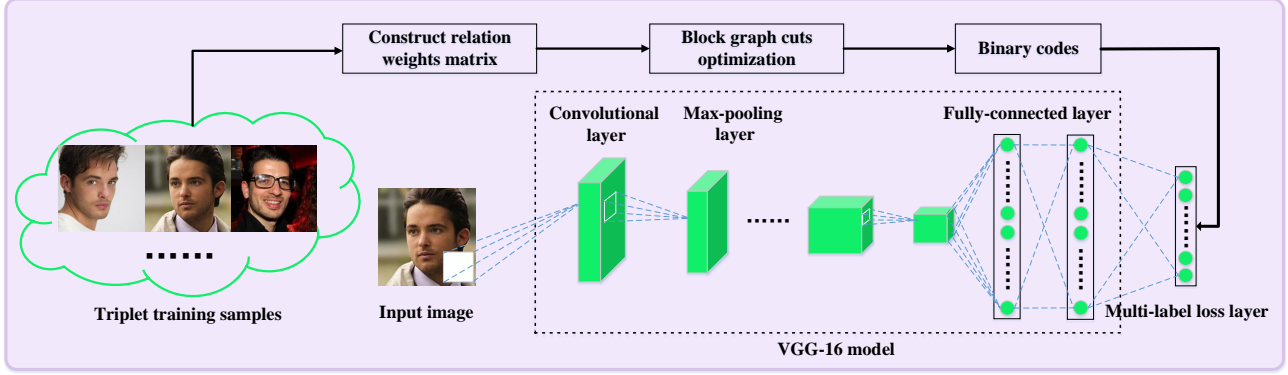 Construct relation
weights matrix
Block graph cuts
optimization
Binary codes
Convolutional
layer
Max-pooling
layer
Fully-connected layer
Triplet training samples
Input image
Multi-label loss layer
VGG-16 model